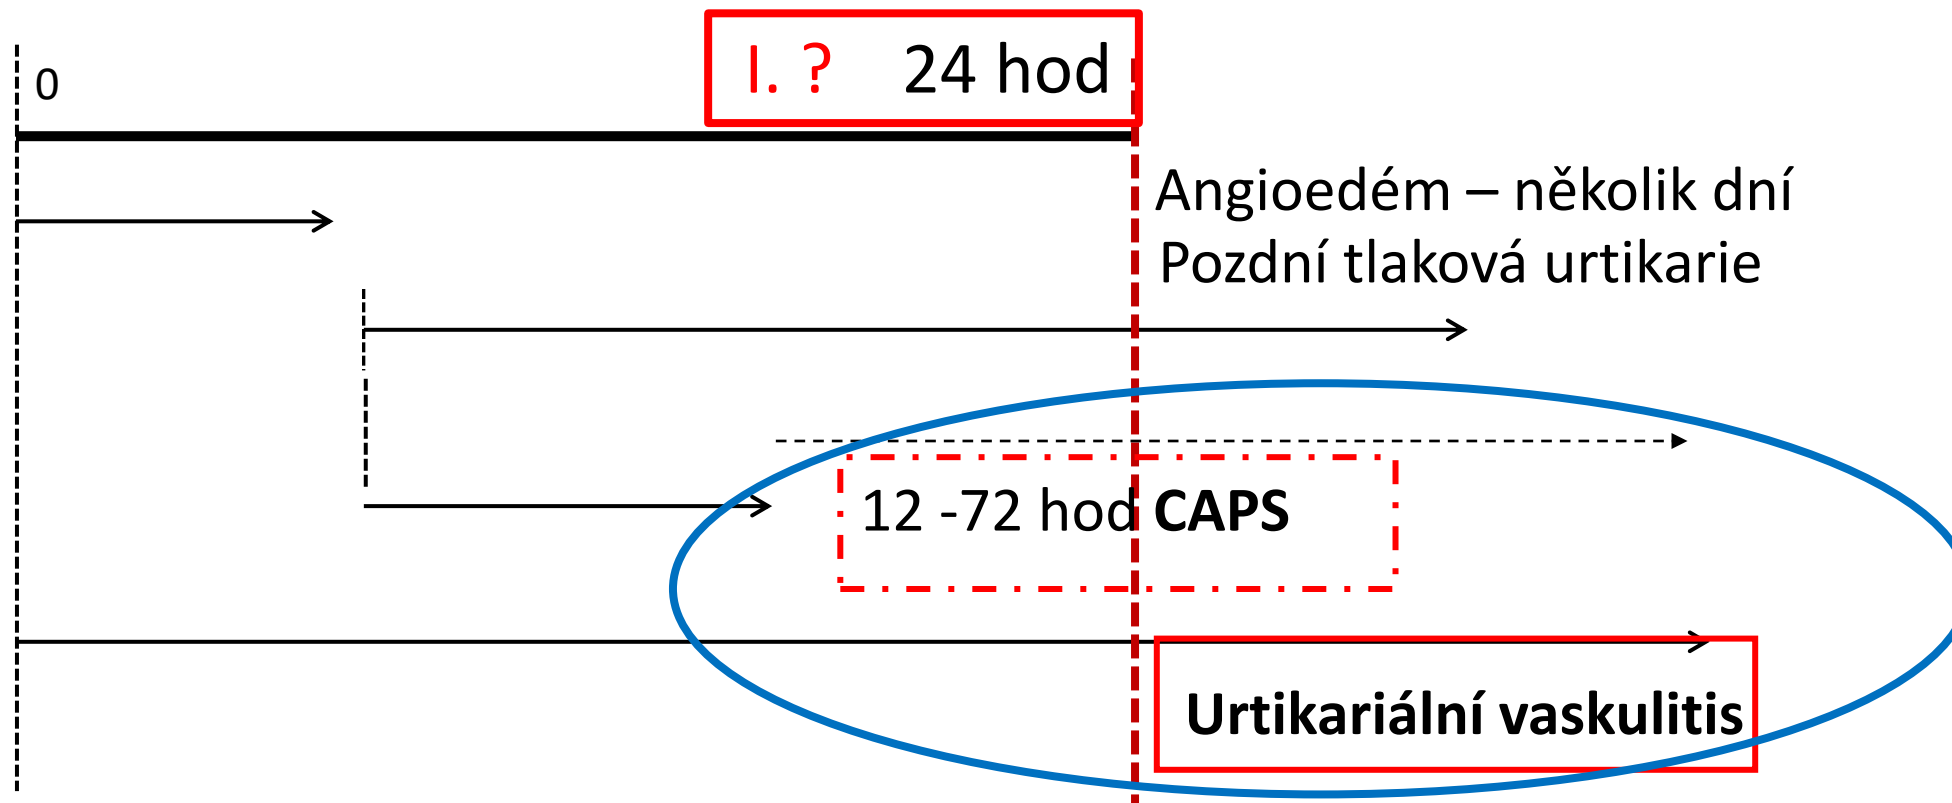 I. ? 24 hod
0
Angioedém – několik dní
Pozdní tlaková urtikarie
12 -72 hod CAPS
Urtikariální vaskulitis